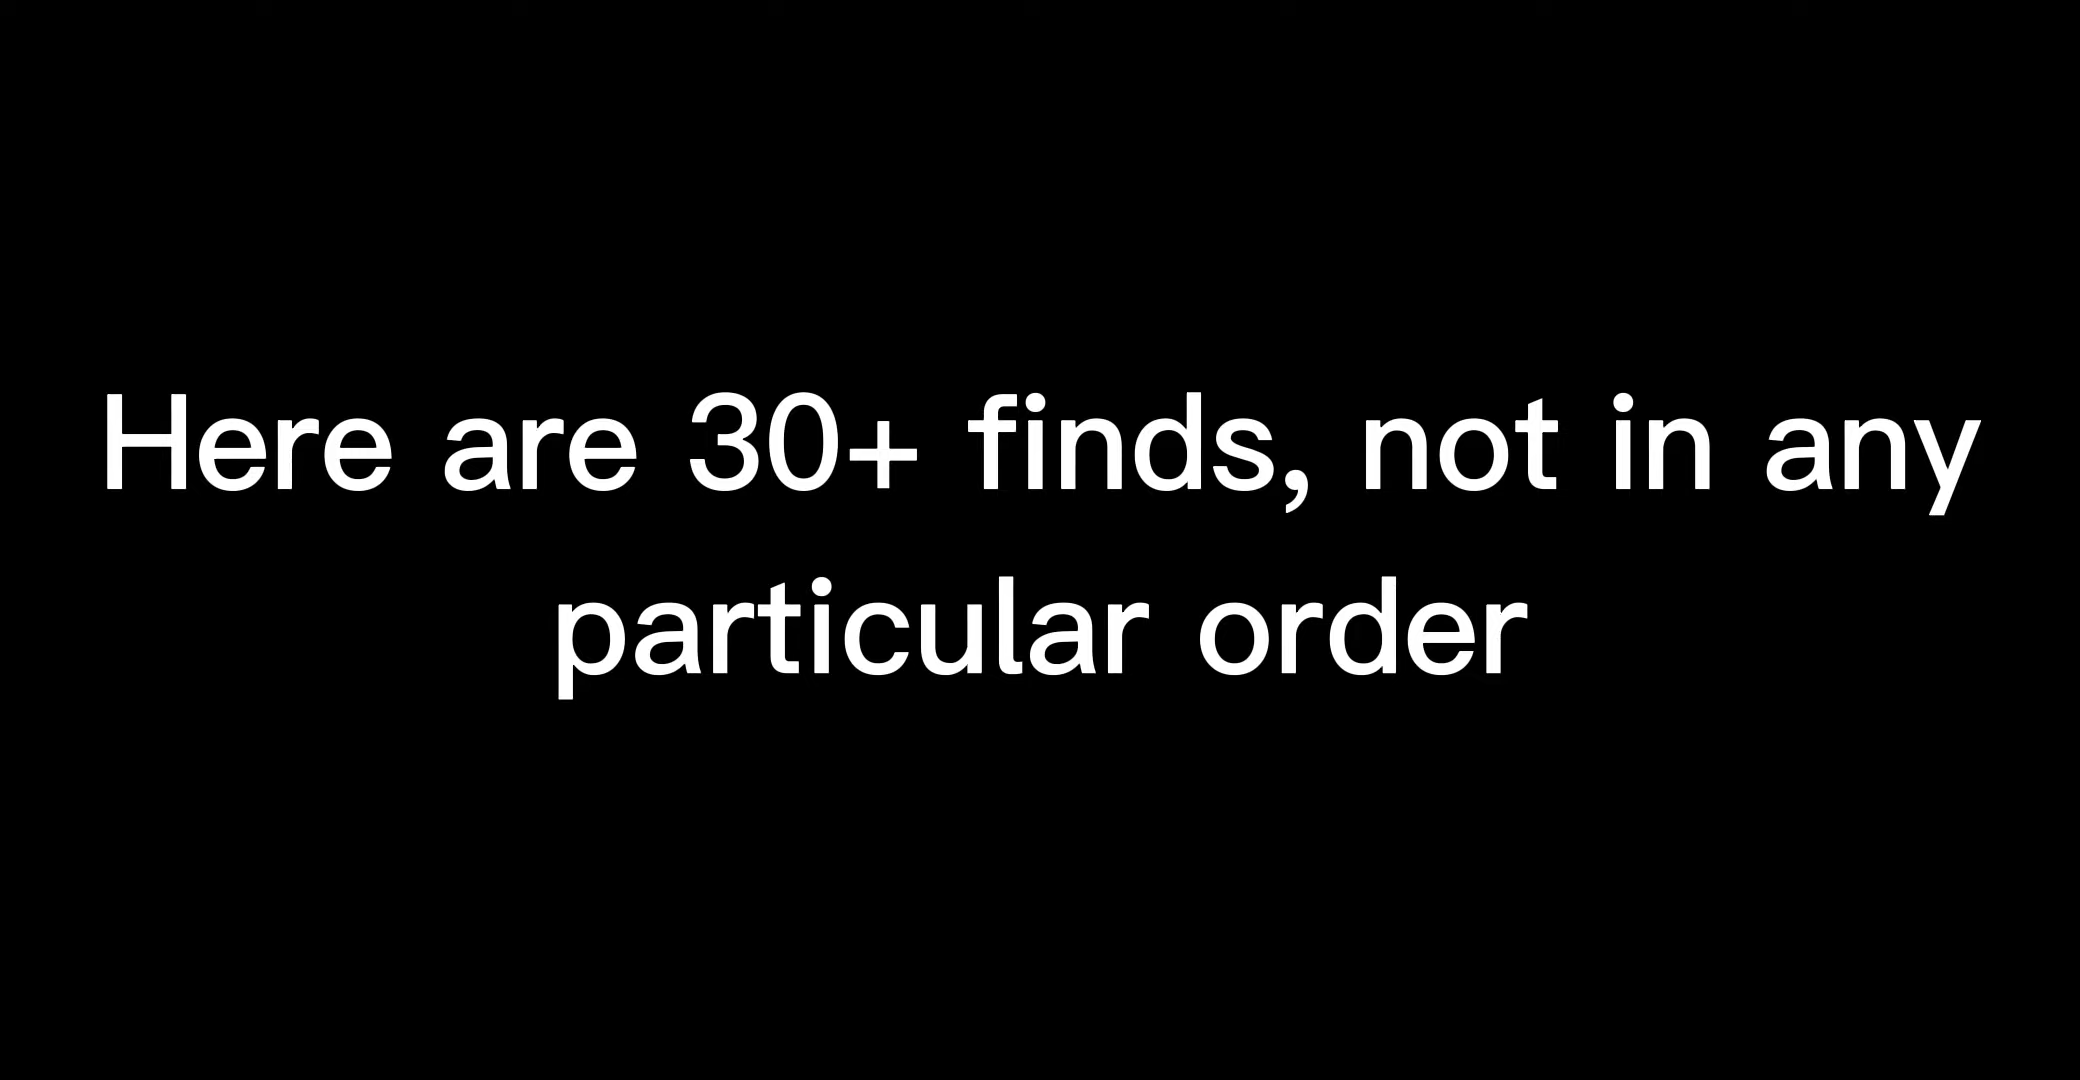 Here are 30+ finds, not in any
particular order